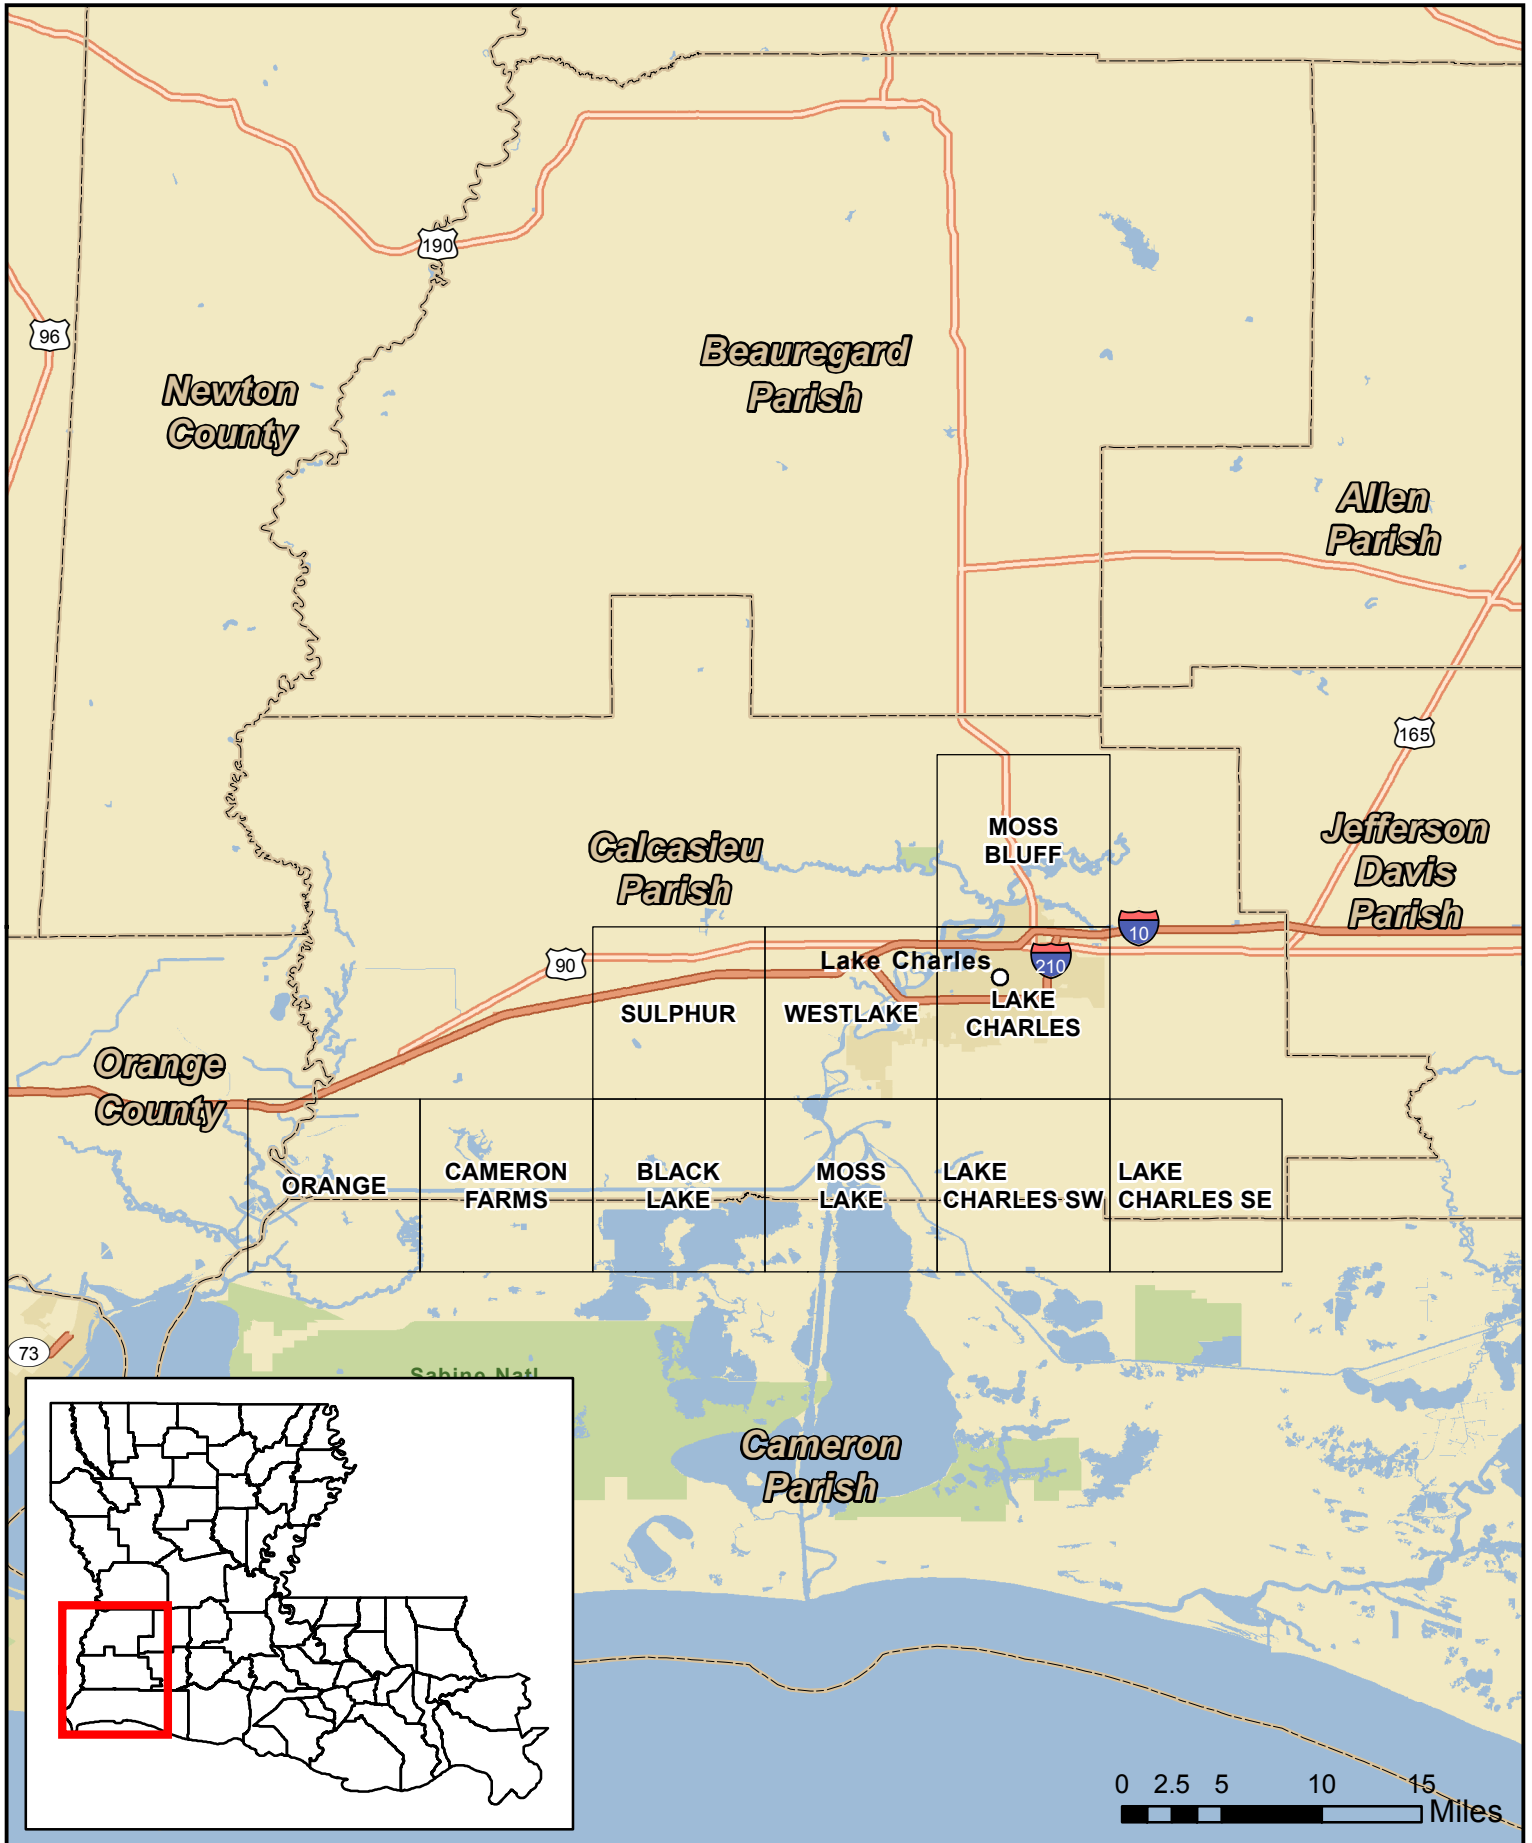 190
96
Beauregard
Parish
Newton
County
Allen
Parish
165
MOSS
BLUFF
Calcasieu
Parish
Jefferson
Davis
Parish
10
90
Lake Charles
210
SULPHUR
WESTLAKE
LAKE
CHARLES
Orange
County
ORANGE
CAMERON
FARMS
BLACK
LAKE
MOSS
LAKE
LAKE
CHARLES SW
LAKE
CHARLES SE
73
Sabine Natl
Cameron
Parish
0 2.5 5 10 15
Miles